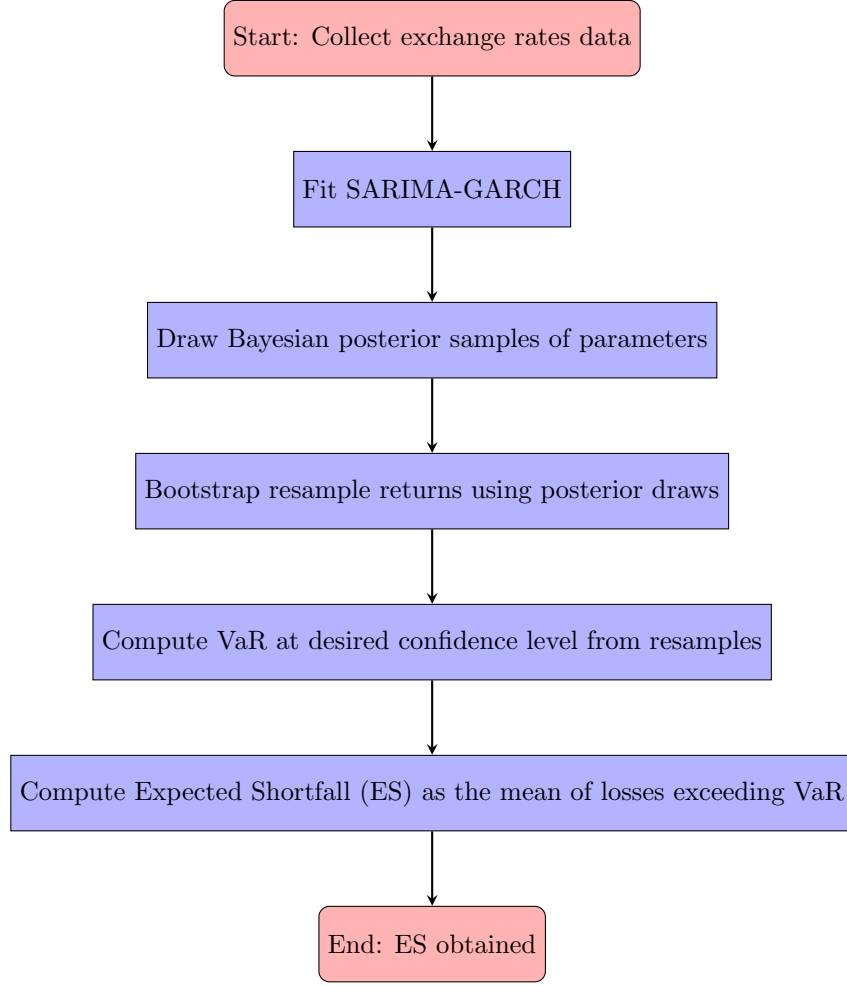 Start: Collect exchange rates data
Fit SARIMA-GARCH
Draw Bayesian posterior samples of parameters
Bootstrap resample returns using posterior draws
Compute VaR at desired confidence level from resamples
Compute Expected Shortfall (ES) as the mean of losses exceeding VaR
End: ES obtained